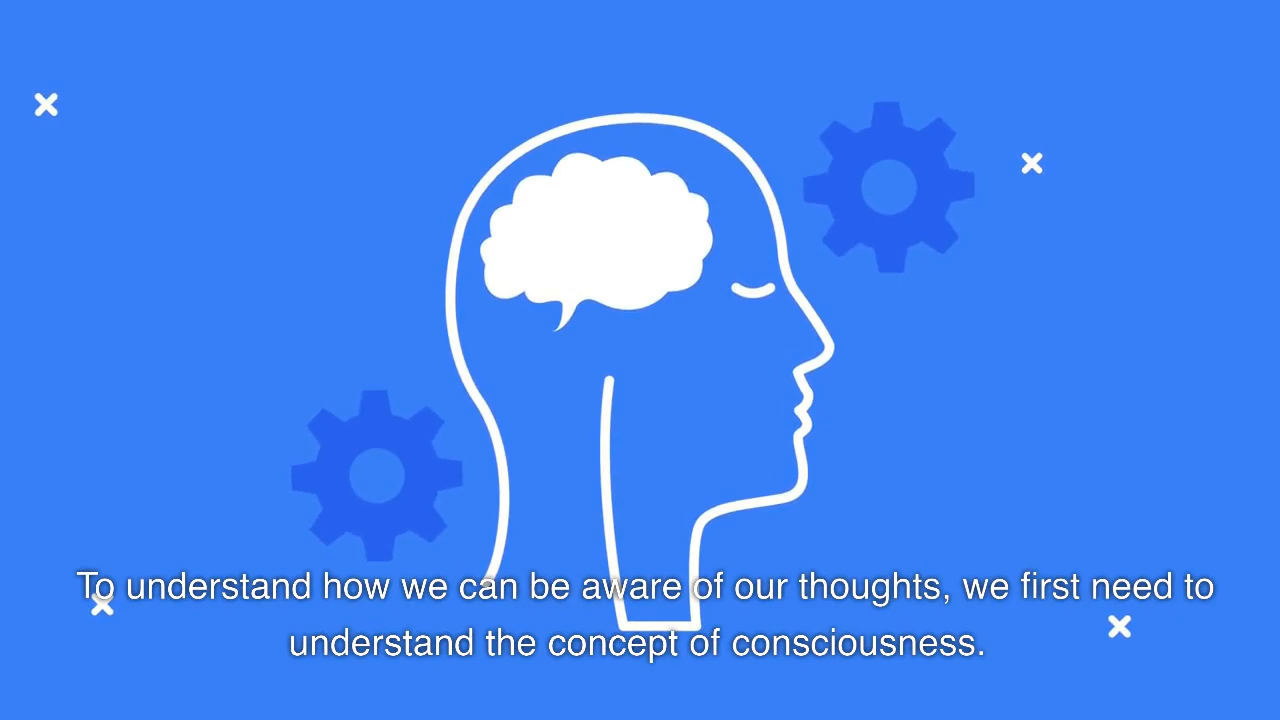 To understand how we can be aware of our thoughts, we first need to
understand the concept of consciousness.